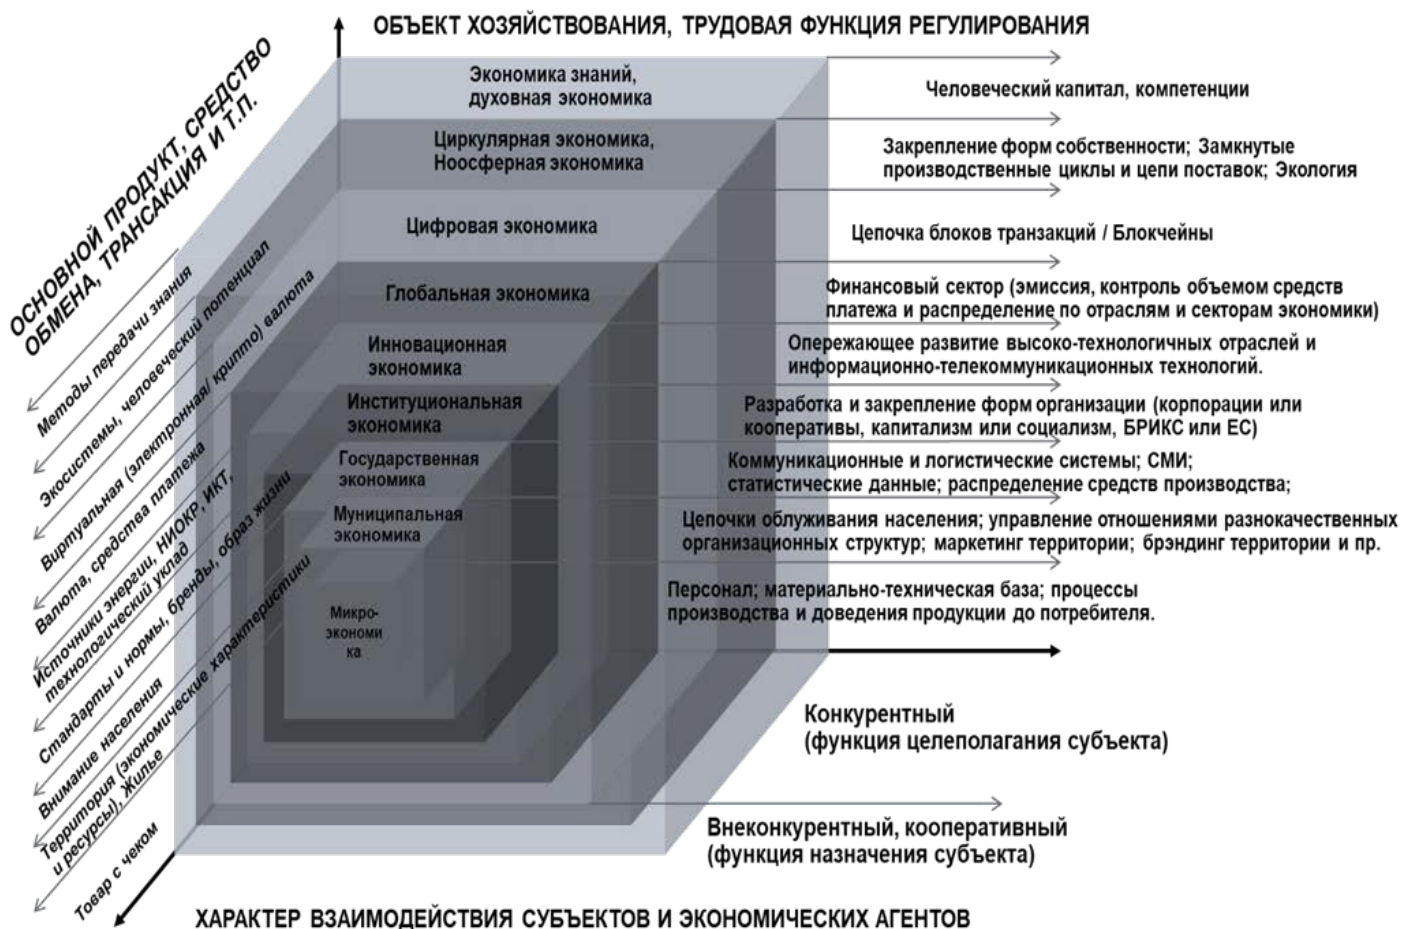 ОБЪЕКТ ХОЗЯЙСТВОВАНИЯ, ТРУДОВАЯ ФУНКЦИЯ РЕГУЛИРОВАНИЯ
ОСНОВНОЙ ПРОДУКТ, СРЕДСТВО
ОБМЕНА, ТРАНСАКЦИЯ И Т.П.
Экономика знаний,
духовная экономика
Циркулярная экономика,
Ноосферная экономика
Цифровая экономика
Глобальная экономика
Инновационная
экономика
Институциональная
экономика
Государственная
экономика
Муниципальная
экономика
Микро-
экономи
ка
Человеческий капитал, компетенции
Закрепление форм собственности; Замкнутые
производственные циклы и цепи поставок; Экология
Цепочка блоков транзакций / Блокчейны
Финансовый сектор (эмиссия, контроль объемом средств
платежа и распределение по отраслям и секторам экономики)
Опережающее развитие высоко-технологичных отраслей и
информационно-телекоммуникационных технологий.
Разработка и закрепление форм организации (корпорации или
кооперативы, капитализм или социализм, БРИКС или ЕС)
Коммуникационные и логистические системы; СМИ;
статистические данные; распределение средств производства;
Цепочки облуживания населения; управление отношениями разнокачественных
организационных структур; маркетинг территории; брэндинг территории и пр.
Персонал; материально-техническая база; процессы
производства и доведения продукции до потребителя.
Методы передачи знания
Экосистемы, человеческий потенциал
Виртуальная (электронная/ крипто) валюта
Валюта, средства платежа
Источники энергии, НИОКР, ИКТ,
технологический уклад
Стандарты и нормы, бренды, образ жизни
Внимание населения
Территория (экономические характеристики
и ресурсы), Жилье
Товар с чеком
Конкурентный
(функция целеполагания субъекта)
Внеконкурентный, кооперативный
(функция назначения субъекта)
ХАРАКТЕР ВЗАИМОДЕЙСТВИЯ СУБЪЕКТОВ И ЭКОНОМИЧЕСКИХ АГЕНТОВ